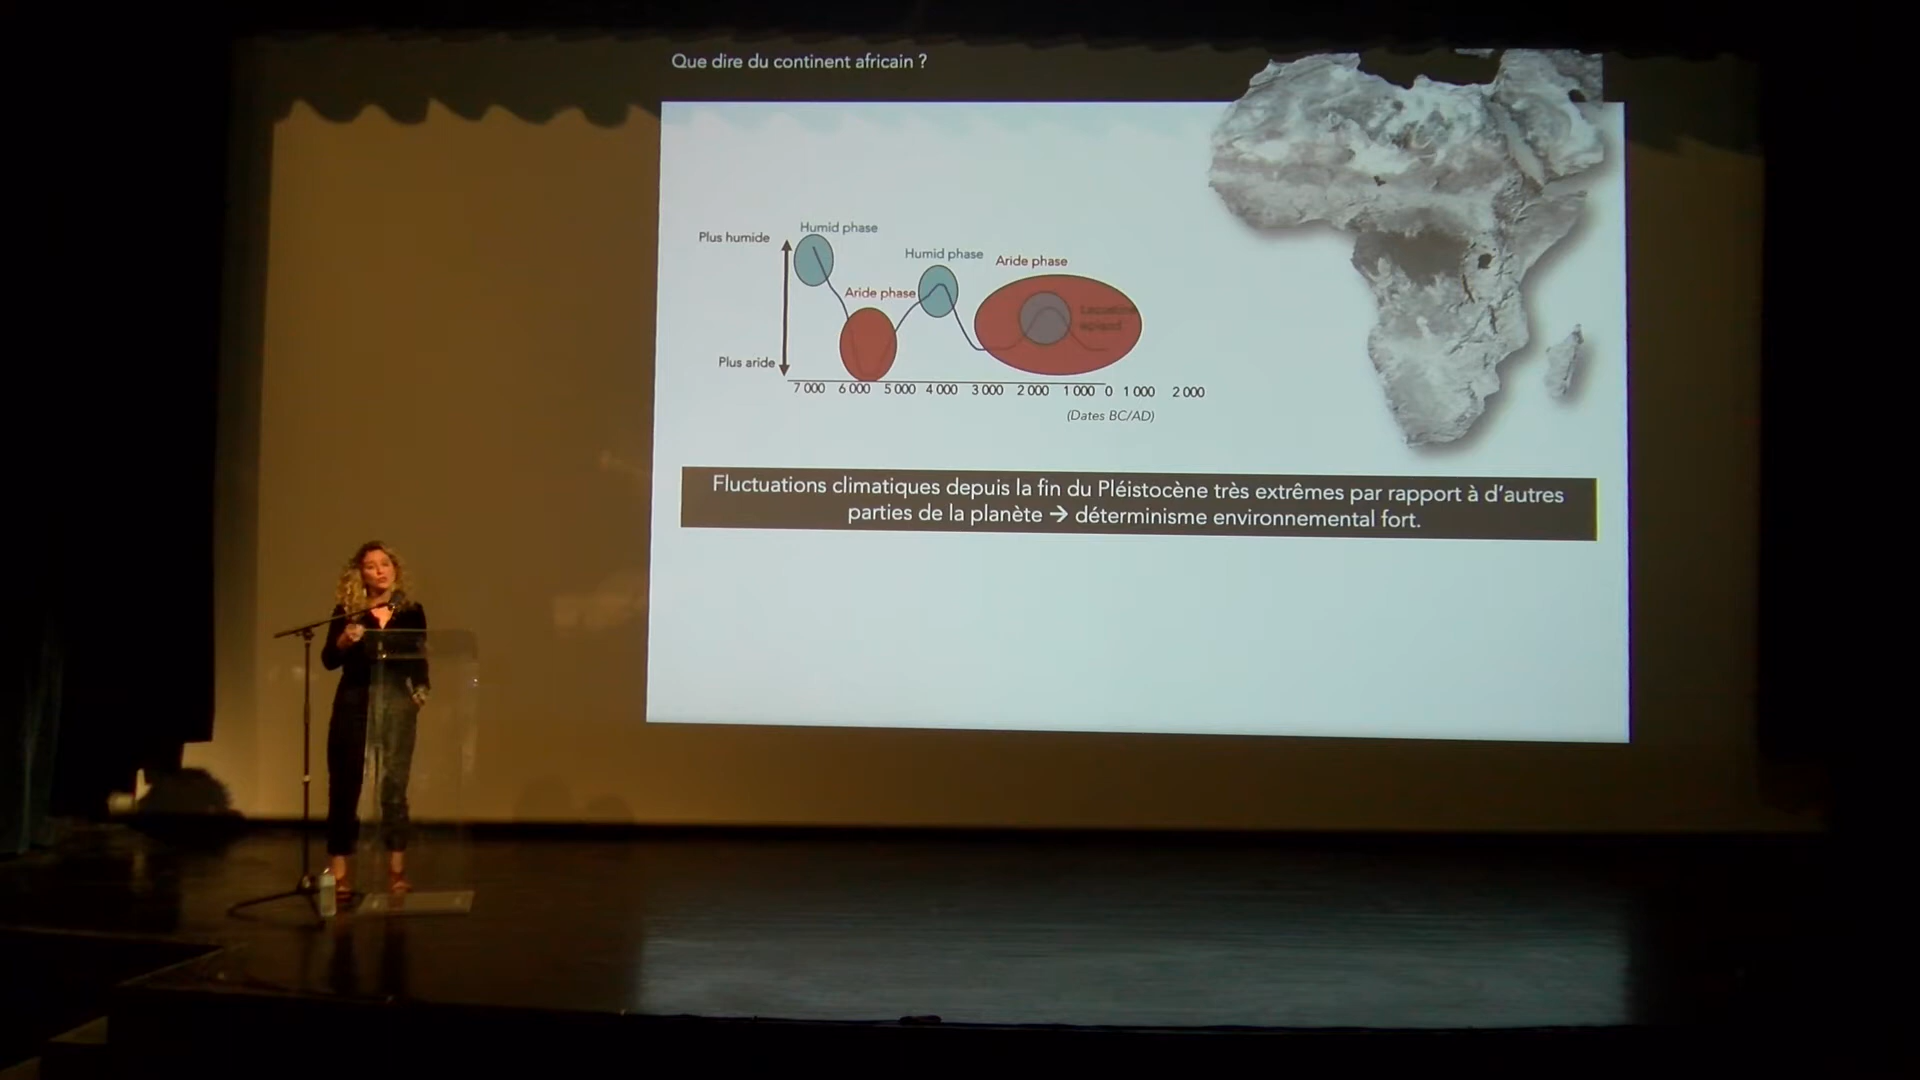 Que dire du continent africain ?
Humid phase
Plus humide
Humid phase
Aride phase
Aride phase
Plus aride
7 000 6 000 5 000 4 000 3 000 2 000 1 000 0 1 000 2 000
(Dates BC/AD)
Fluctuations climatiques depuis la fin du Pléistocène très extrêmes par rapport à d'autres
parties de la planète → déterminisme environnemental fort.